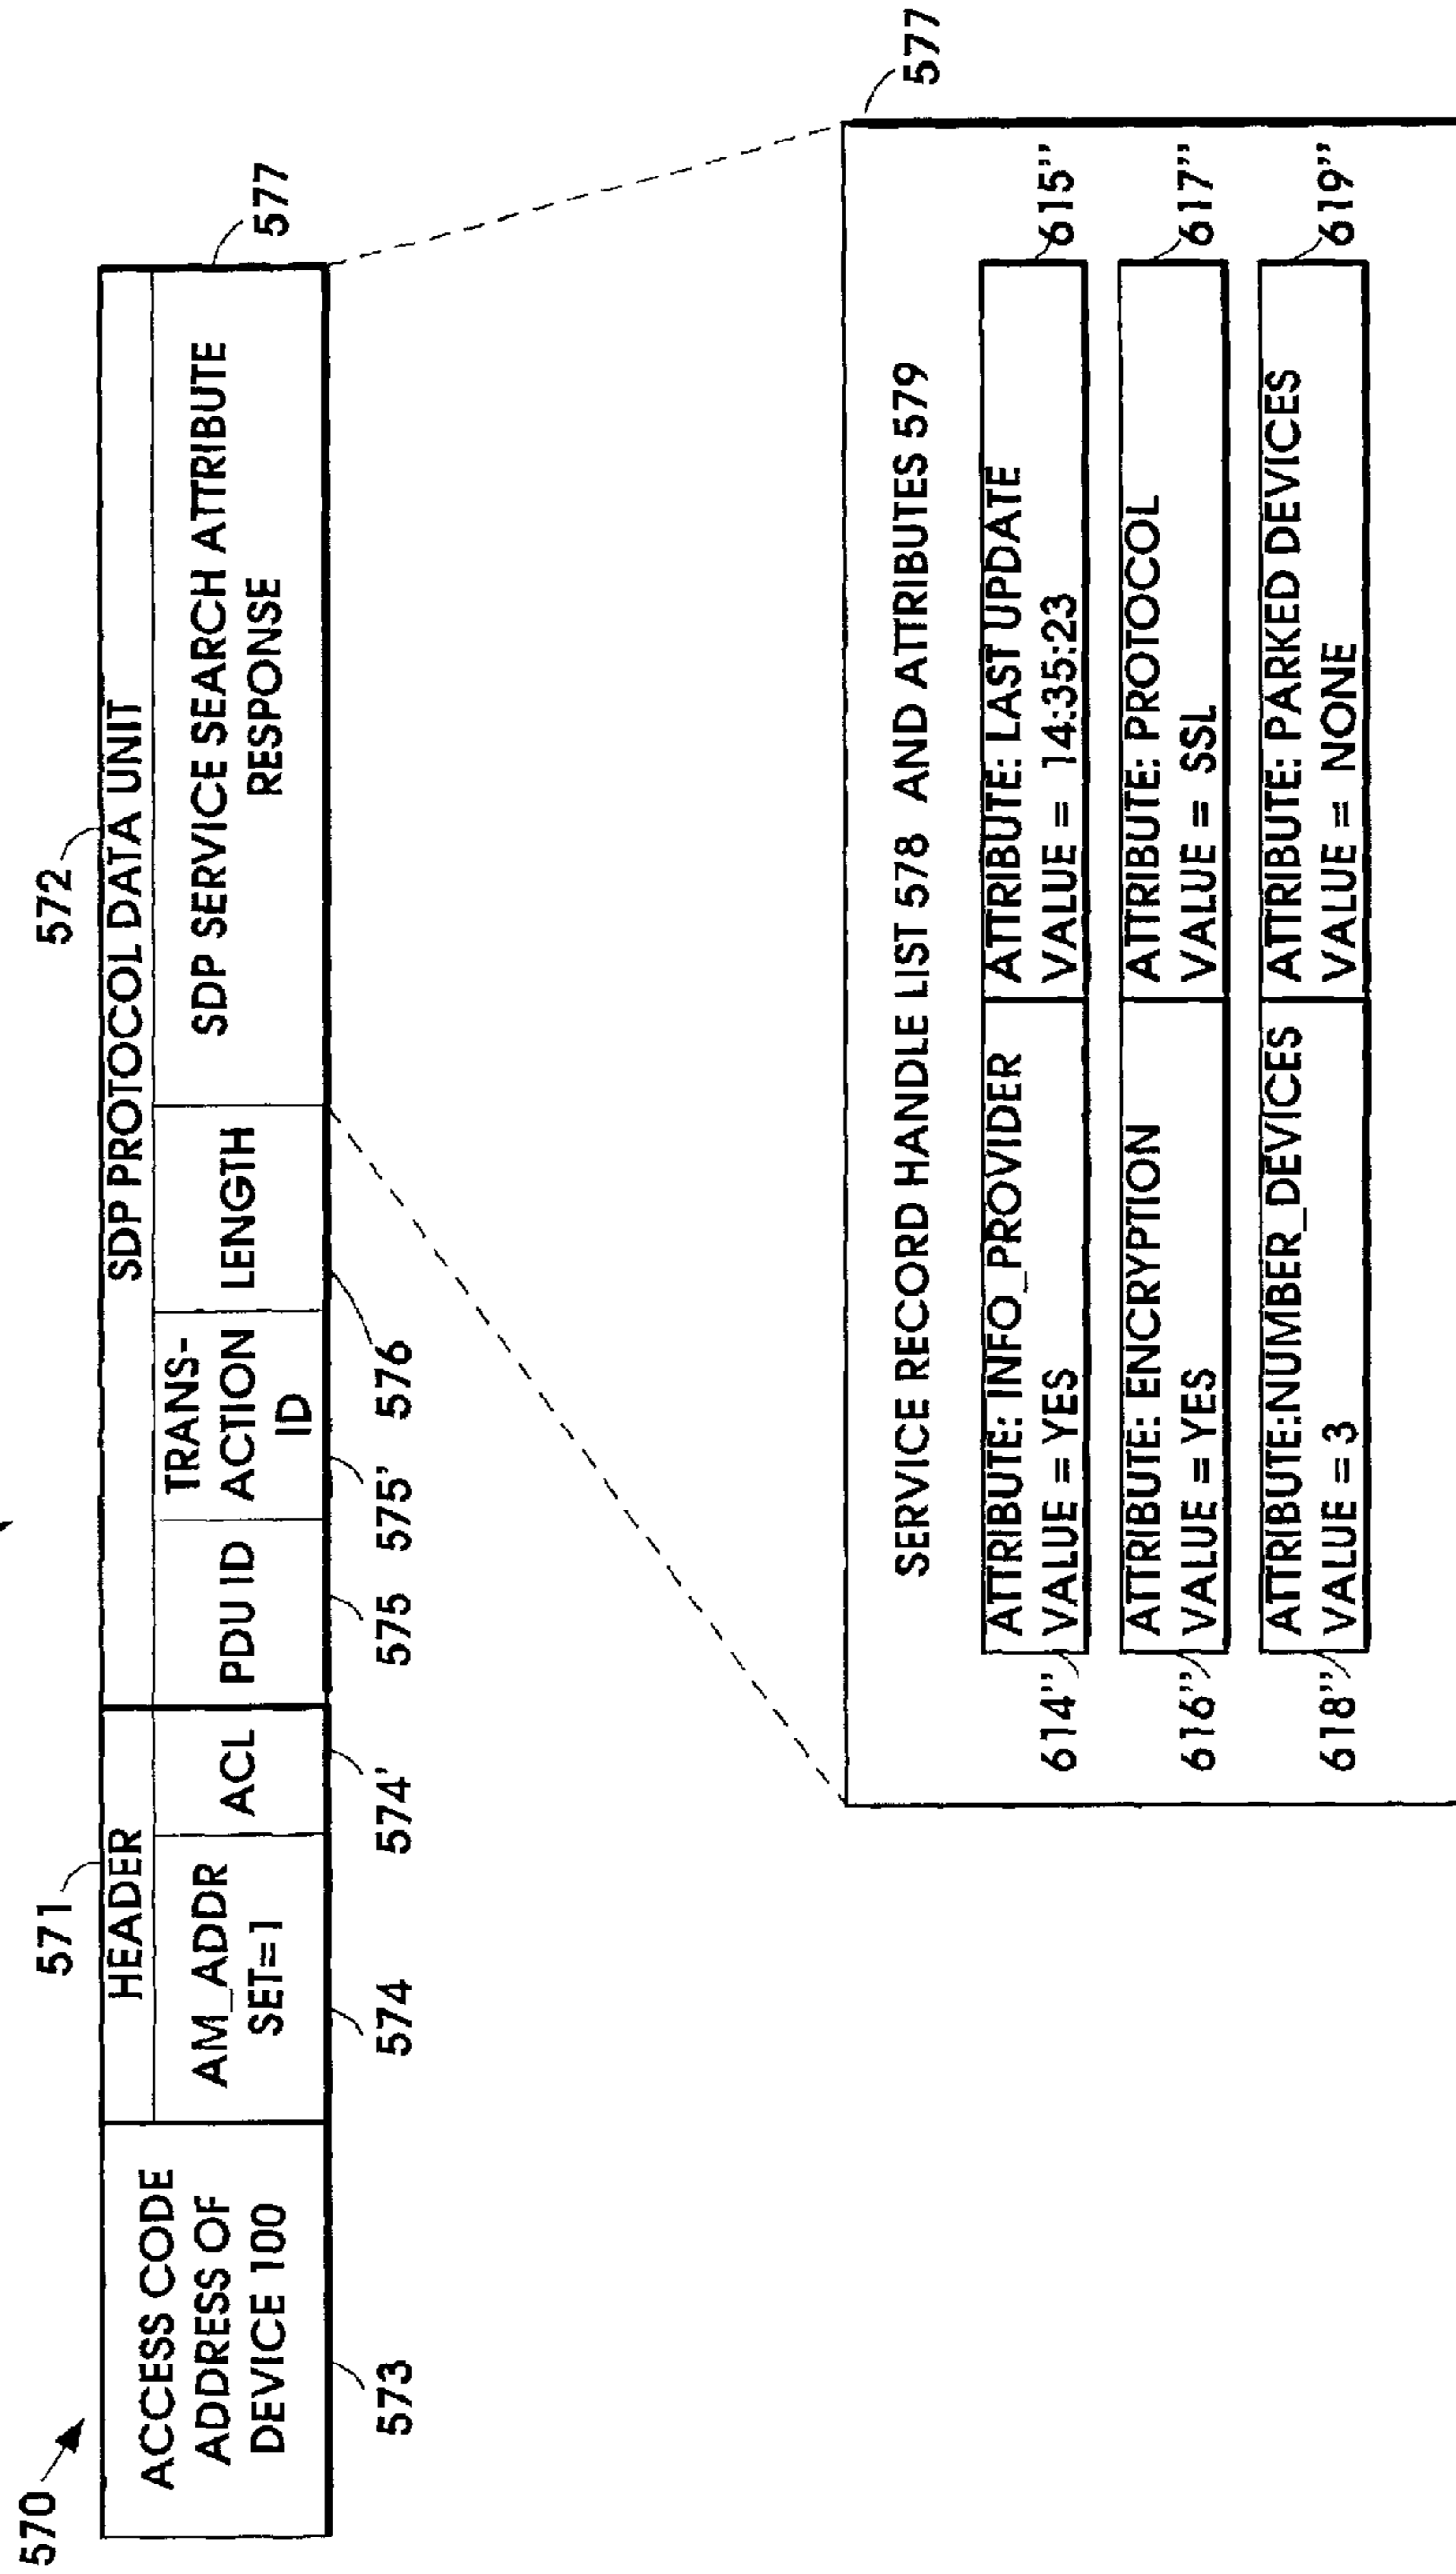 570
571
572
ACCESS CODE
ADDRESS OF
DEVICE 100
HEADER
AM_ADDR
SET=1
ACL
SDP PROTOCOL DATA UNIT
PDU ID
TRANS-
ACTION
ID
LENGTH
SDP SERVICE SEARCH ATTRIBUTE
RESPONSE
577
573
574
574'
575
575'
576
577
SERVICE RECORD HANDLE LIST 578 AND ATTRIBUTES 579
614"
ATTRIBUTE: INFO_PROVIDER
VALUE = YES
ATTRIBUTE: LAST UPDATE
VALUE = 14:35:23
615"
616"
ATTRIBUTE: ENCRYPTION
VALUE = YES
ATTRIBUTE: PROTOCOL
VALUE = SSL
617"
618"
ATTRIBUTE:NUMBER_DEVICES
VALUE = 3
ATTRIBUTE: PARKED DEVICES
VALUE = NONE
619"